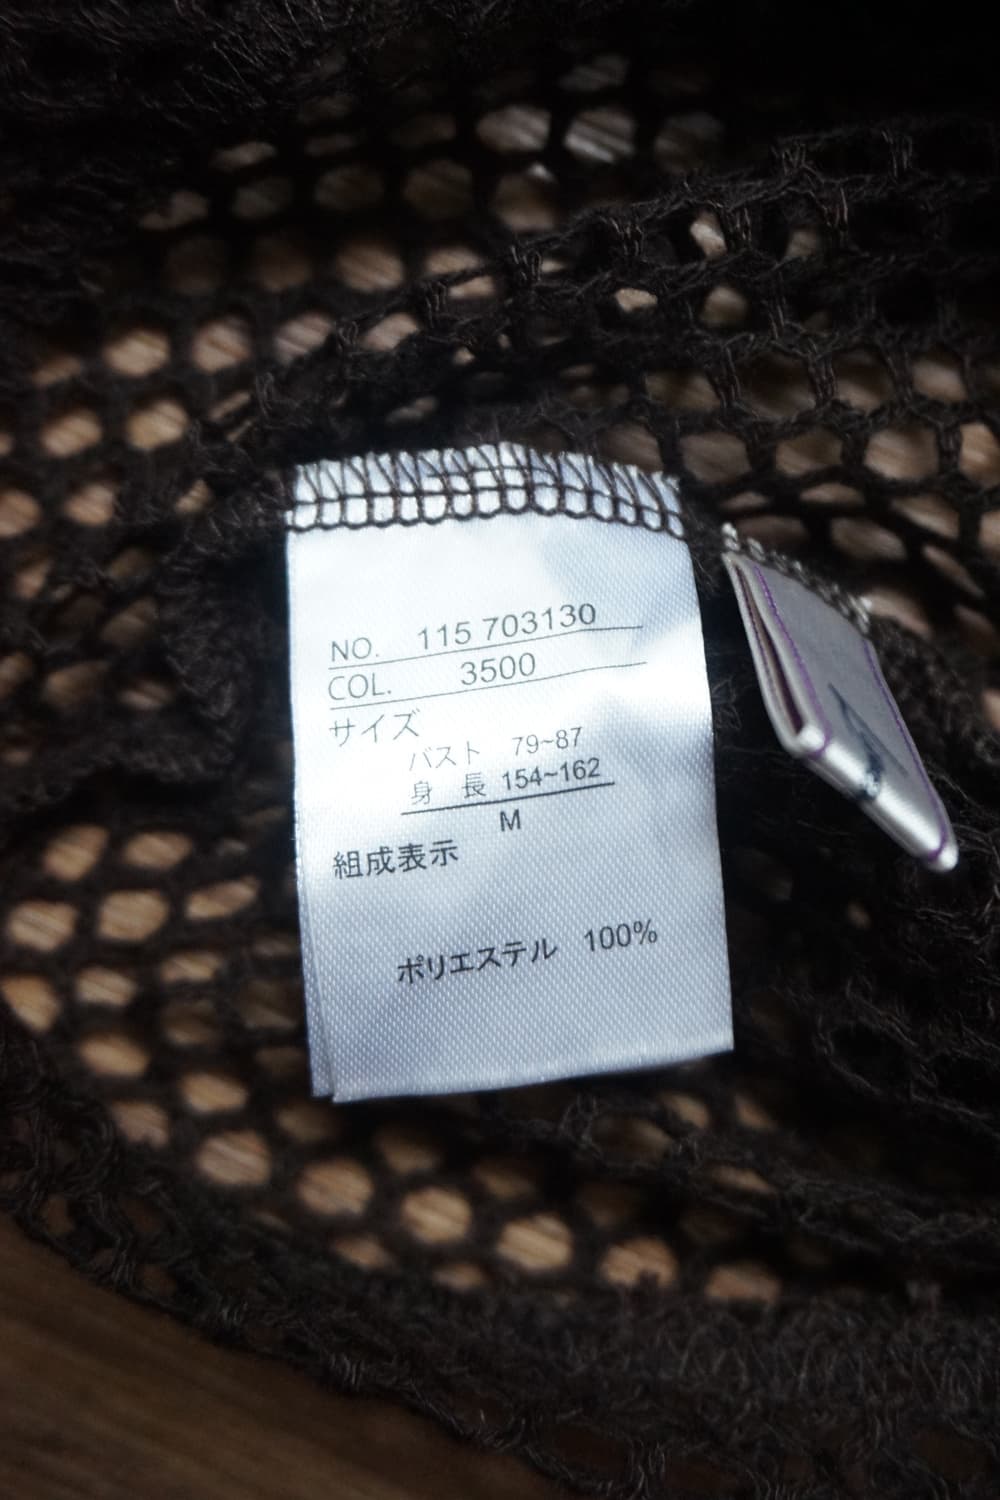 NO. 115 703130
COL. 3500
サイズ
バスト 79~87
身 長 154~162
M
組成表示
ポリエステル 100%